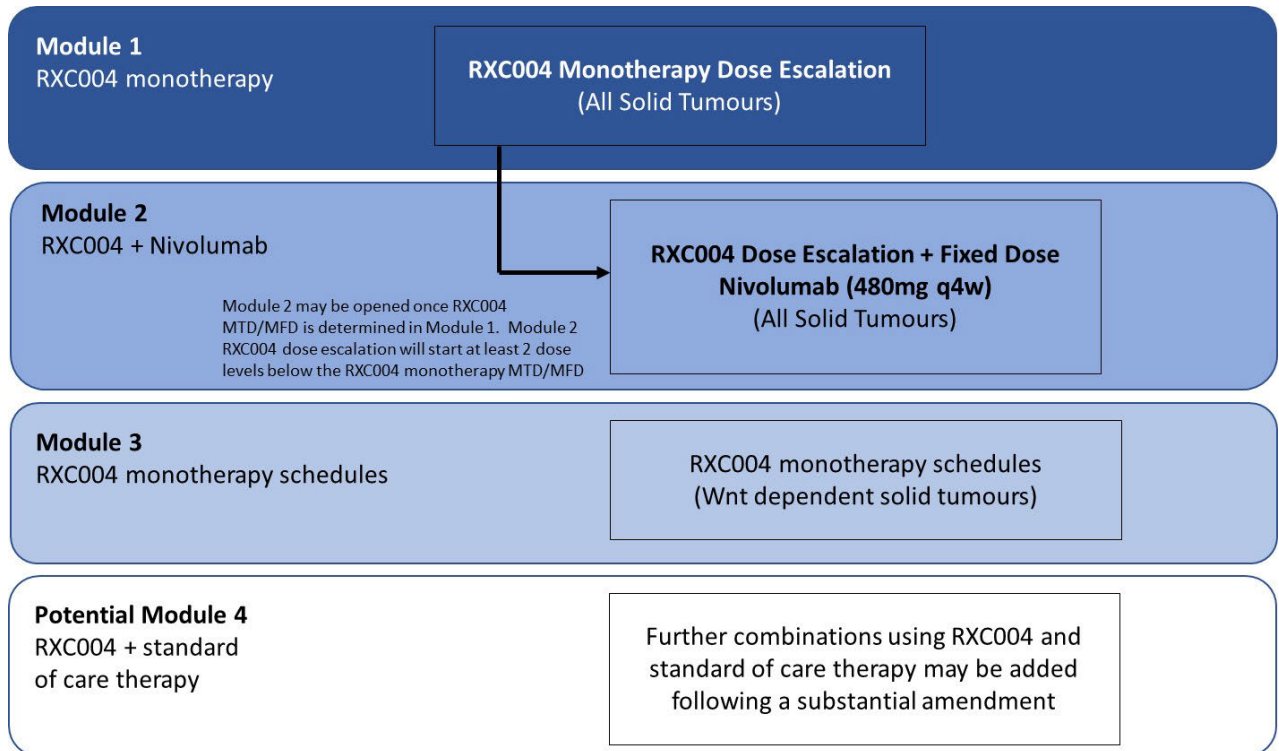 Module 1
RXC004 monotherapy
RXC004 Monotherapy Dose Escalation
(All Solid Tumours)
Module 2
RXC004 + Nivolumab
Module 2 may be opened once RXC004
MTD/MFD is determined in Module 1.  Module 2
RXC004 dose escalation will start at least 2 dose
levels below the RXC004 monotherapy MTD/MFD
RXC004 Dose Escalation + Fixed Dose
Nivolumab (480mg q4w)
(All Solid Tumours)
Module 3
RXC004 monotherapy schedules
RXC004 monotherapy schedules
(Wnt dependent solid tumours)
Potential Module 4
RXC004 + standard
of care therapy
Further combinations using RXC004 and
standard of care therapy may be added
following a substantial amendment